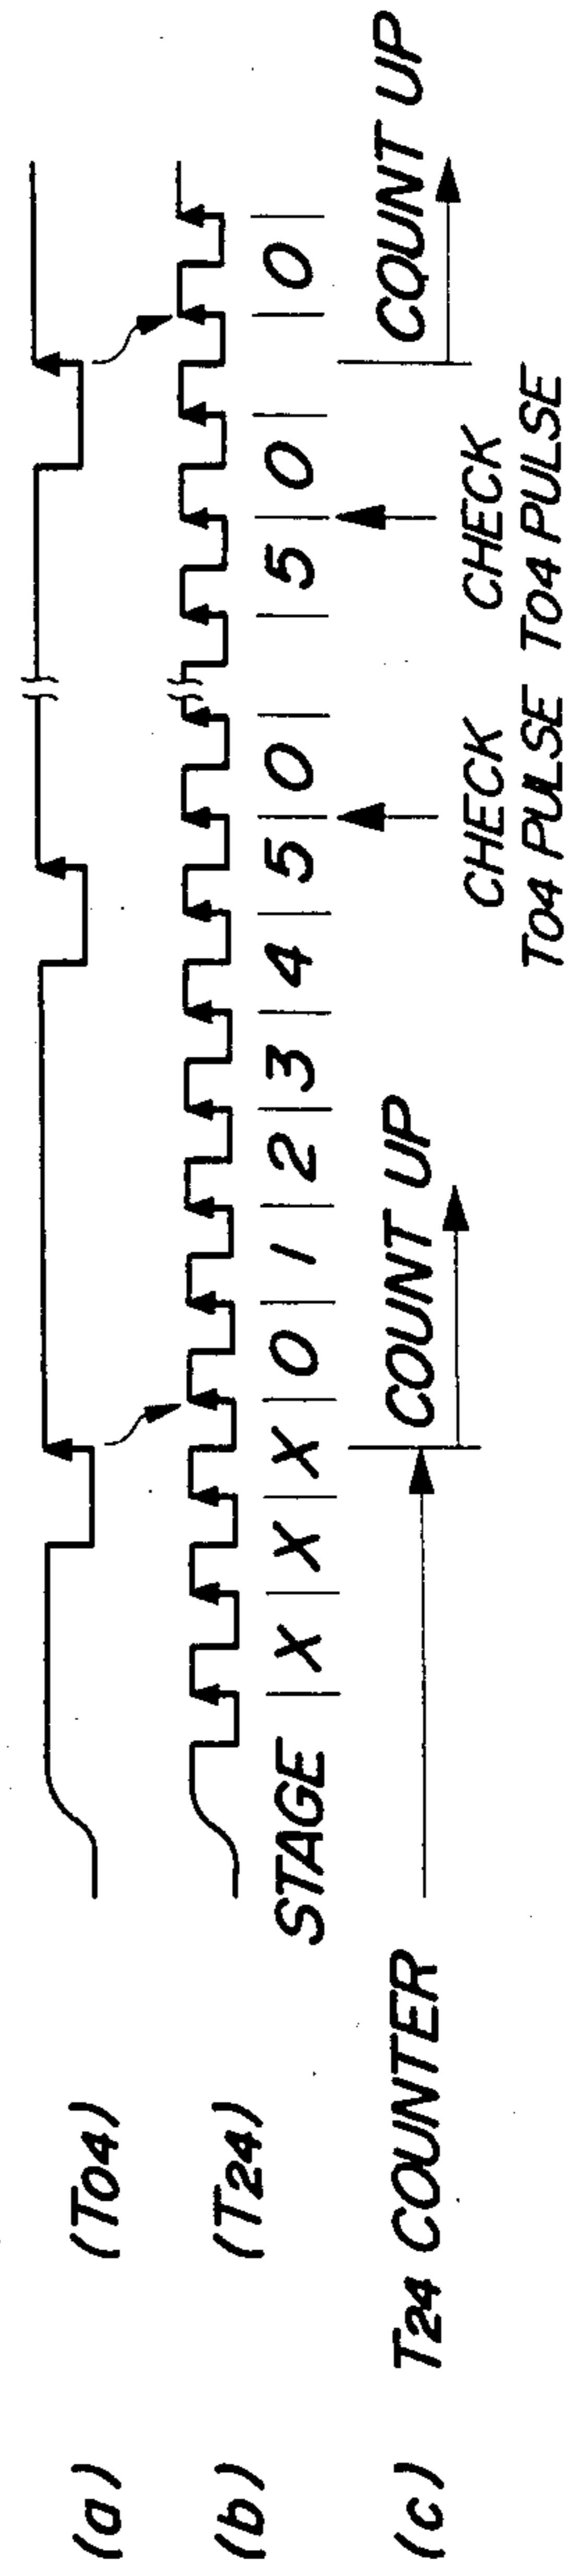 (a) (T04)
(b) (T24)
STAGE | X | X | X | 0 | 1 | 2 | 3 | 4 | 5 | 0 | | 5 | 0 | | 0 |
(c) T24 COUNTER COUNT UP COUNT UP
CHECK CHECK
T04 PULSE T04 PULSE